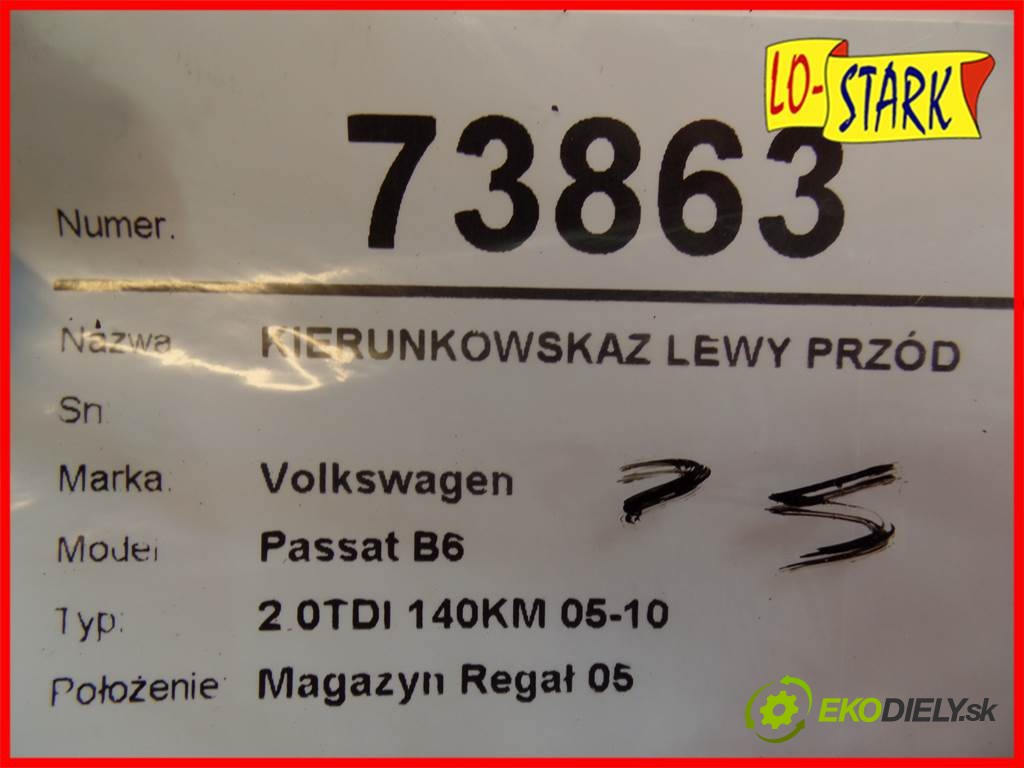 LO-STARK
Numer. 73863
Nazwa KIERUNKOWSKAZ LEWY PRZÓD
Sn:
Marka: Volkswagen
Model Passat B6
Typ: 2.0TDI 140KM 05-10
Położenie: Magazyn Regał 05
EKODIELY.sk